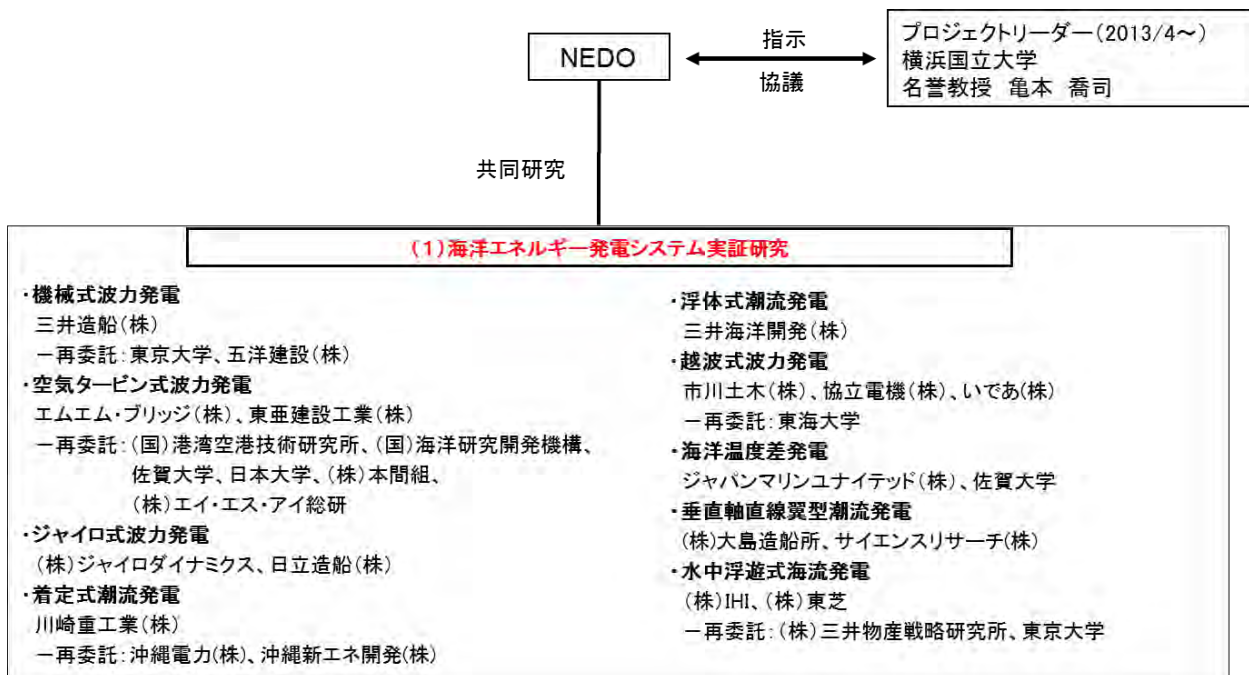 NEDO
指示
協議
プロジェクトリーダー(2013/4～)
横浜国立大学
名誉教授 亀本 喬司
共同研究
(1)海洋エネルギー発電システム実証研究
・機械式波力発電
三井造船(株)
－再委託：東京大学、五洋建設(株)
・空気タービン式波力発電
エムエム・ブリッジ(株)、東亜建設工業(株)
－再委託：(国)港湾空港技術研究所、(国)海洋研究開発機構、
佐賀大学、日本大学、(株)本間組、
(株)エイ・エス・アイ総研
・ジャイロ式波力発電
(株)ジャイロダイナミクス、日立造船(株)
・着定式潮流発電
川崎重工業(株)
－再委託：沖縄電力(株)、沖縄新エネ開発(株)
・浮体式潮流発電
三井海洋開発(株)
・越波式波力発電
市川土木(株)、協立電機(株)、いであ(株)
－再委託：東海大学
・海洋温度差発電
ジャパンマリンユナイテッド(株)、佐賀大学
・垂直軸直線翼型潮流発電
(株)大島造船所、サイエンスリサーチ(株)
・水中浮遊式海流発電
(株)IHI、(株)東芝
－再委託：(株)三井物産戦略研究所、東京大学